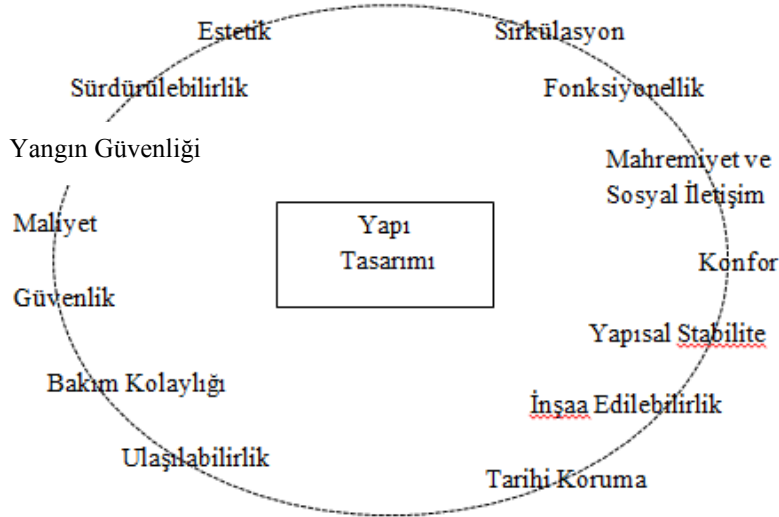 Estetik
Sirkülasyon
Sürdürülebilirlik
Fonksiyonellik
Yangın Güvenliği
Mahremiyet ve
Sosyal İletişim
Maliyet
Yapı
Tasarımı
Konfor
Güvenlik
Yapısal Stabilite
Bakım Kolaylığı
İnşaa Edilebilirlik
Ulaşılabilirlik
Tarihi Koruma